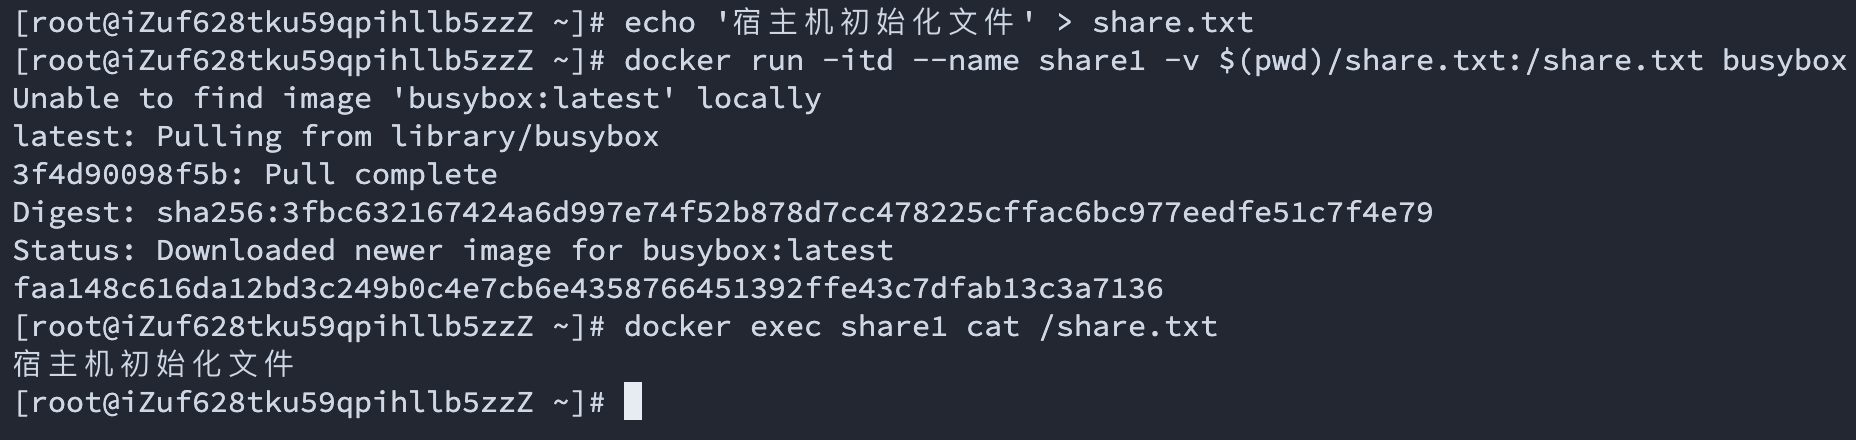 [root@iZuf628tku59qpihllb5zzZ ~]# echo '宿主机初始化文件' > share.txt
[root@iZuf628tku59qpihllb5zzZ ~]# docker run -itd --name share1 -v $(pwd)/share.txt:/share.txt busybox
Unable to find image 'busybox:latest' locally
latest: Pulling from library/busybox
3f4d90098f5b: Pull complete
Digest: sha256:3fbc632167424a6d997e74f52b878d7cc478225cffac6bc977eedfe51c7f4e79
Status: Downloaded newer image for busybox:latest
faa148c616da12bd3c249b0c4e7cb6e4358766451392ffe43c7dfab13c3a7136
[root@iZuf628tku59qpihllb5zzZ ~]# docker exec share1 cat /share.txt
宿主机初始化文件
[root@iZuf628tku59qpihllb5zzZ ~]#